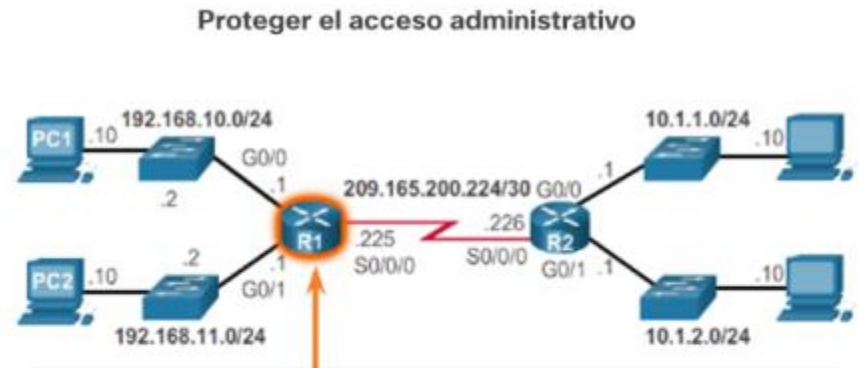 Proteger el acceso administrativo
192.168.10.0/24
10.1.1.0/24
PC1
.10
.10
G0/0
.1
.2
.1
209.165.200.224/30
G0/0
R1
.225
.226
R2
S0/0/0
S0/0/0
.1
G0/1
G0/1
.1
PC2
.10
.2
.10
192.168.11.0/24
10.1.2.0/24